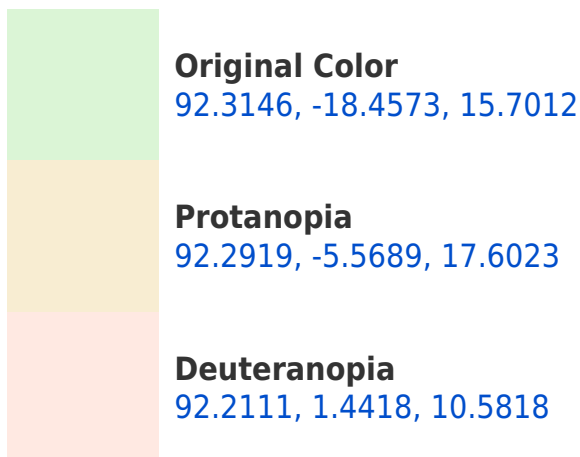 Original Color
92.3146, -18.4573, 15.7012
Protanopia
92.2919, -5.5689, 17.6023
Deuteranopia
92.2111, 1.4418, 10.5818